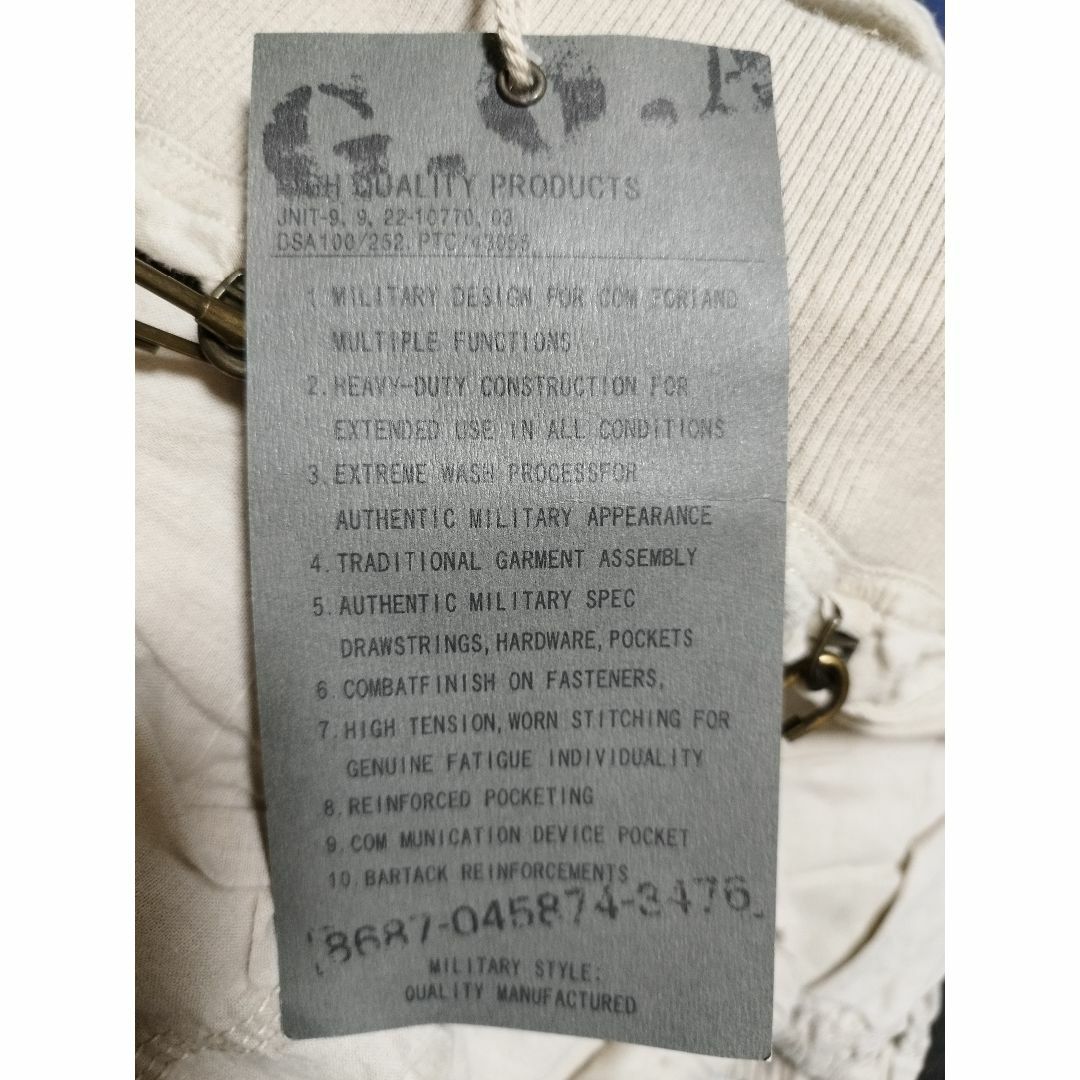 QUALITY PRODUCTS
JNIT-9, 9, 22-10770, 03
DSA100/252. PTC/43055
1. MILITARY DESIGN FOR COM FORTAND
MULTIPLE FUNCTIONS
2. HEAVY-DUTY CONSTRUCTION FOR
EXTENDED USE IN ALL CONDITIONS
3. EXTREME WASH PROCESSFOR
AUTHENTIC MILITARY APPEARANCE
4. TRADITIONAL GARMENT ASSEMBLY
5. AUTHENTIC MILITARY SPEC
DRAWSTRINGS, HARDWARE, POCKETS
6. COMBATFINISH ON FASTENERS,
7. HIGH TENSION, WORN STITCHING FOR
GENUINE FATIGUE INDIVIDUALITY
8. REINFORCED POCKETING
9. COM MUNICATION DEVICE POCKET
10. BARTACK REINFORCEMENTS
8687-045874-3476
MILITARY STYLE:
QUALITY MANUFACTURED